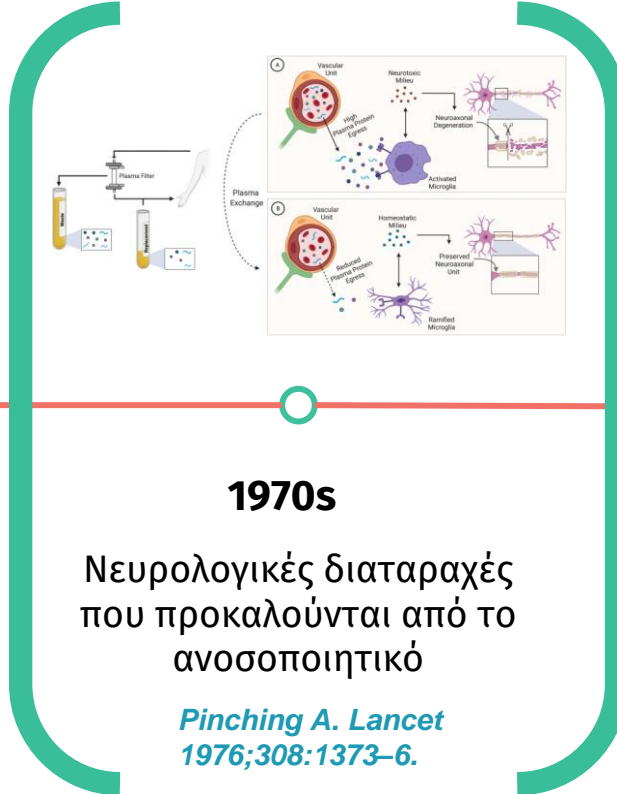 A
Vascular
Unit
Neurotoxic
Milieu
High
Plasma Protein
Egress
Neuroaxonal
Degeneration
Activated
Microglia
Plasma Filter
Waste
Replacement
Plasma
Exchange
B
Vascular
Unit
Homeostatic
Milieu
Reduced
Plasma Protein
Egress
Preserved
Neuroaxonal
Unit
Ramified
Microglia
1970s
Νευρολογικές διαταραχές
που προκαλούνται από το
ανοσοποιητικό
Pinching A. Lancet
1976;308:1373–6.